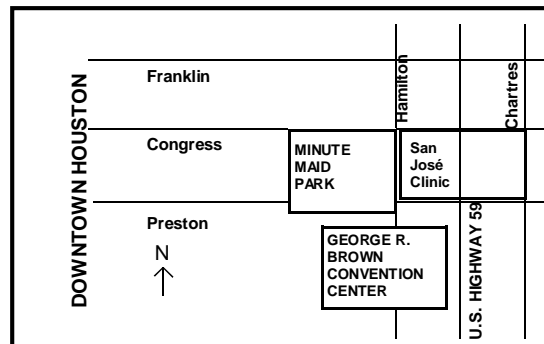 DOWNTOWN HOUSTON
Franklin
Hamilton
Chartres
Congress
MINUTE
MAID
PARK
San
José
Clinic
Preston
N
GEORGE R.
BROWN
CONVENTION
CENTER
U.S. HIGHWAY 59